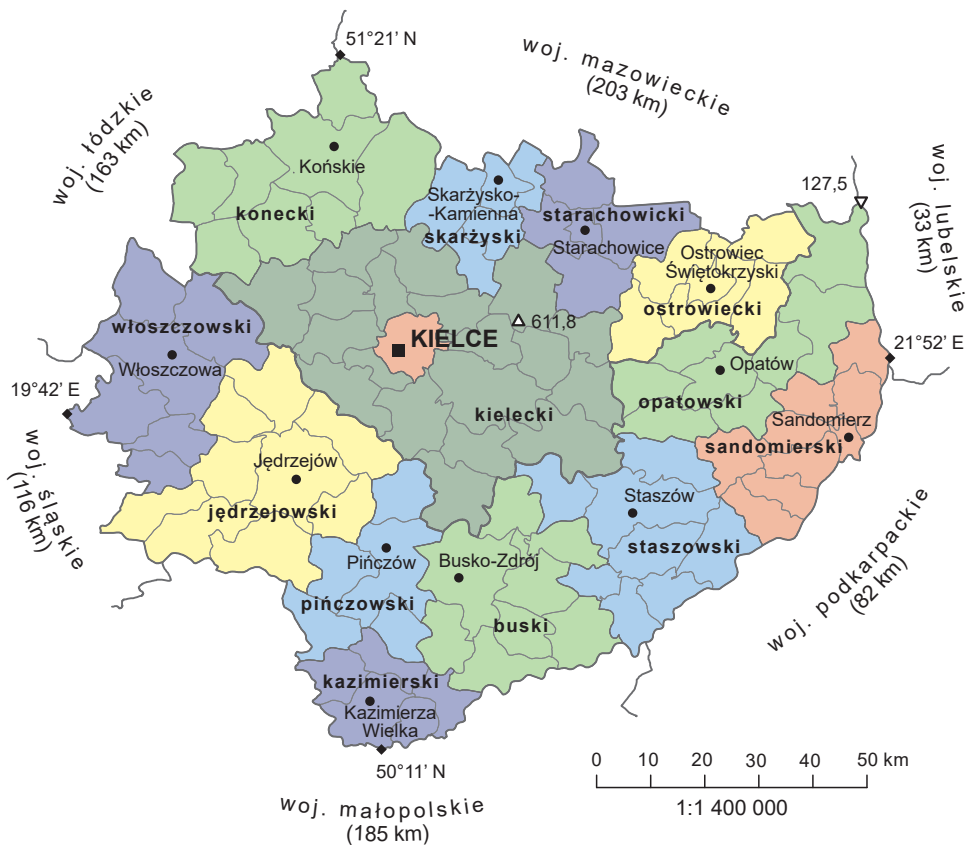 51°21' N
woj. mazowieckie
(203 km)
woj. łódzkie
(163 km)
woj. lubelskie
(33 km)
127,5
Końskie
konecki
Skarżysko-
-Kamienna
skarżyski
starachowicki
Starachowice
Ostrowiec
Świętokrzyski
ostrowiecki
włoszczowski
Włoszczowa
KIELCE
611,8
21°52' E
Opatów
opatowski
19°42' E
kielecki
Sandomierz
sandomierski
woj. śląskie
(116 km)
Jędrzejów
jędrzejowski
Staszów
staszowski
Pińczów
pińczowski
Busko-Zdrój
buski
woj. podkarpackie
(82 km)
kazimierski
Kazimierza
Wielka
50°11' N
woj. małopolskie
(185 km)
0 10 20 30 40 50 km
1:1 400 000